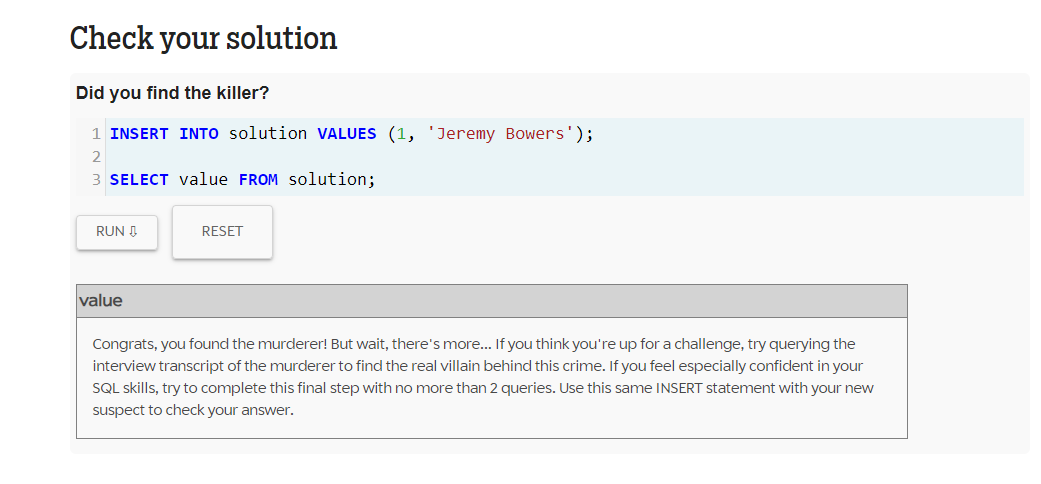 Check your solution
Did you find the killer?
1 INSERT INTO solution VALUES (1, 'Jeremy Bowers');
2
3 SELECT value FROM solution;
RUN ⇩
RESET
value
Congrats, you found the murderer! But wait, there's more... If you think you're up for a challenge, try querying the
interview transcript of the murderer to find the real villain behind this crime. If you feel especially confident in your
SQL skills, try to complete this final step with no more than 2 queries. Use this same INSERT statement with your new
suspect to check your answer.